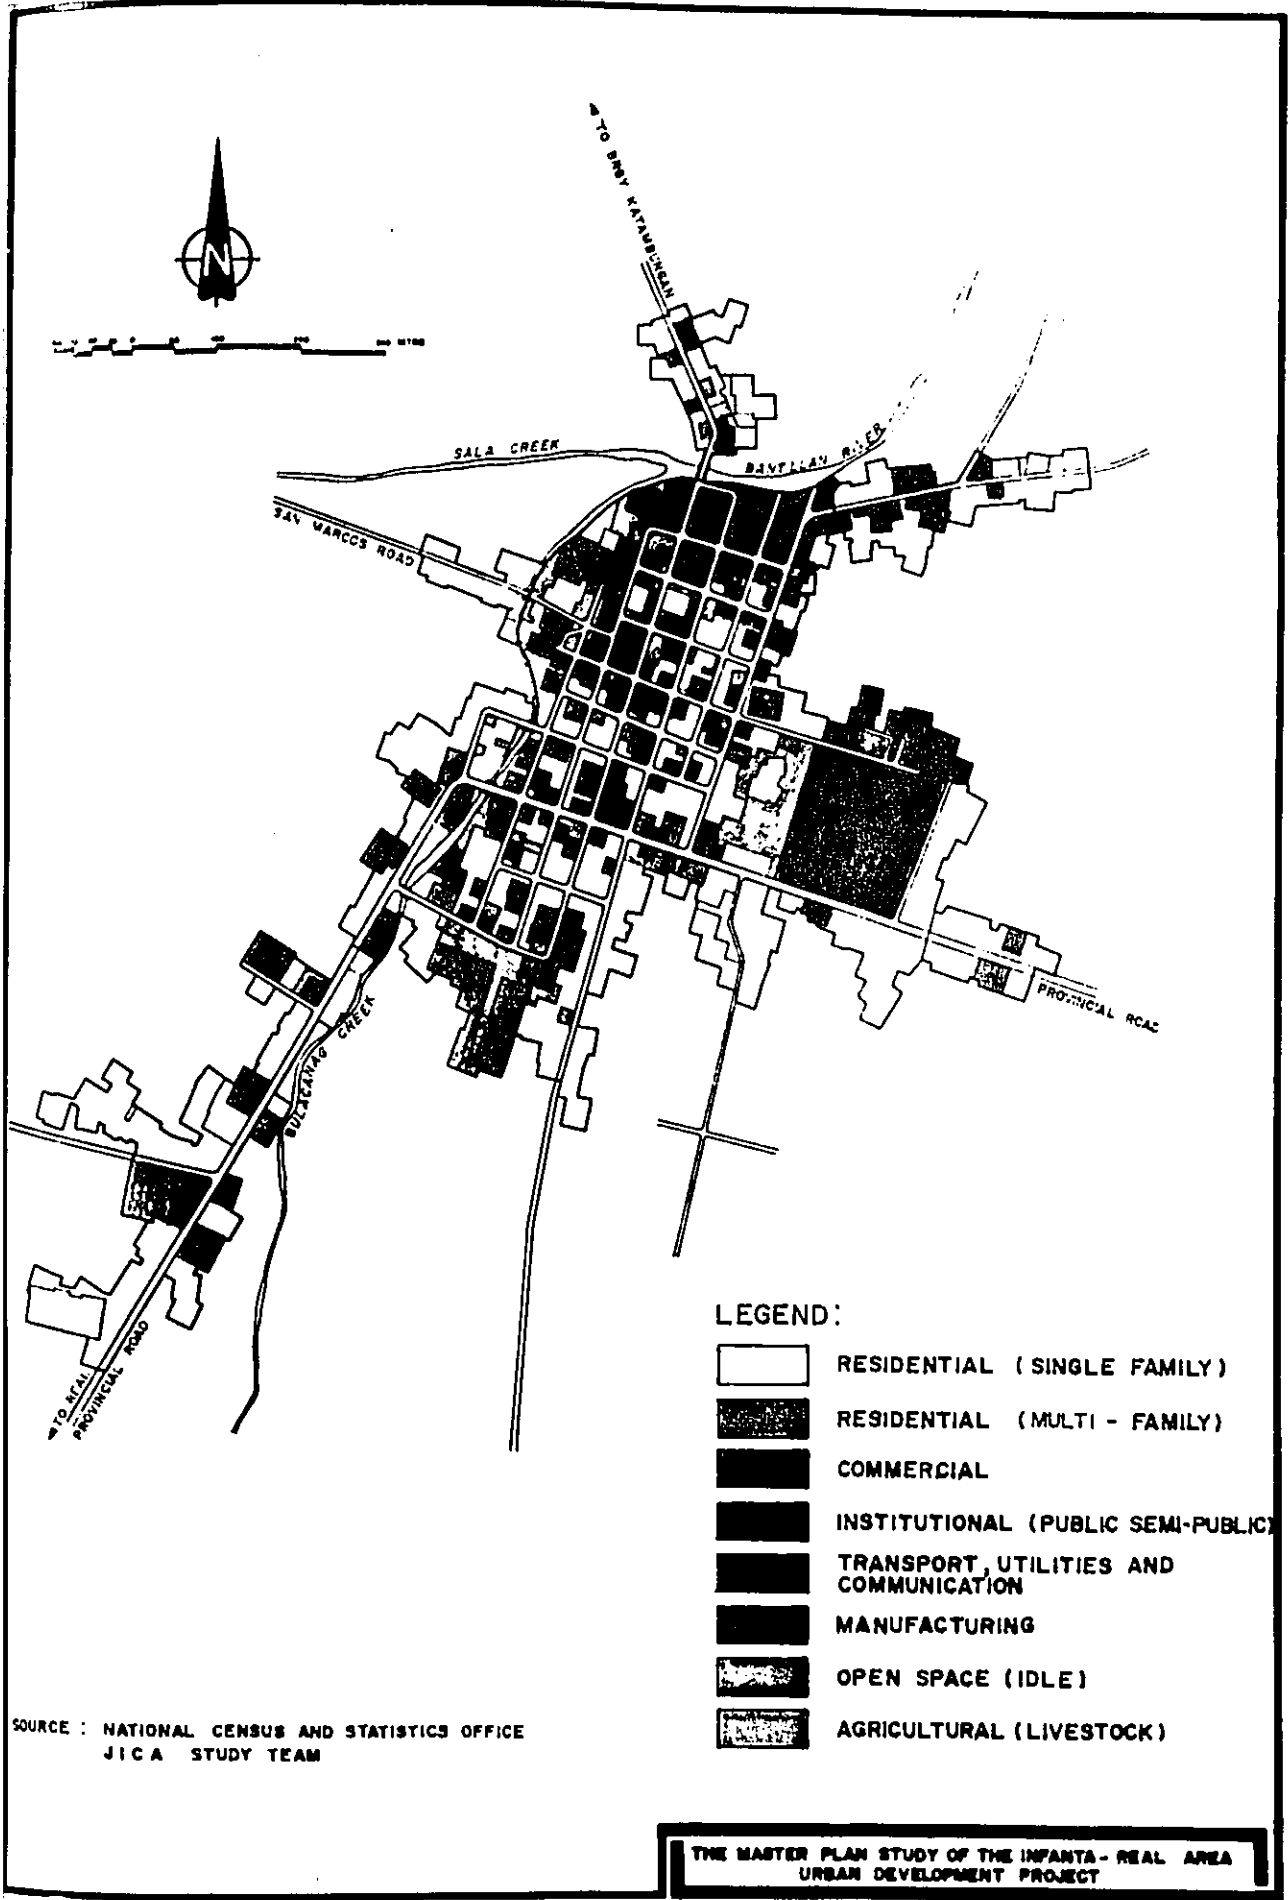 TO BRGY KATAMBUNGAN
N
MTRS
SALA CREEK
BANTILAN RIVER
SAN MARCOS ROAD
PROVINCIAL ROAD
BULACANAG CREEK
TO REAL
PROVINCIAL ROAD
LEGEND:
RESIDENTIAL (SINGLE FAMILY)
RESIDENTIAL (MULTI - FAMILY)
COMMERCIAL
INSTITUTIONAL (PUBLIC SEMI-PUBLIC)
TRANSPORT, UTILITIES AND
COMMUNICATION
MANUFACTURING
OPEN SPACE (IDLE)
AGRICULTURAL (LIVESTOCK)
SOURCE : NATIONAL CENSUS AND STATISTICS OFFICE
JICA STUDY TEAM
THE MASTER PLAN STUDY OF THE INFANTA - REAL AREA
URBAN DEVELOPMENT PROJECT